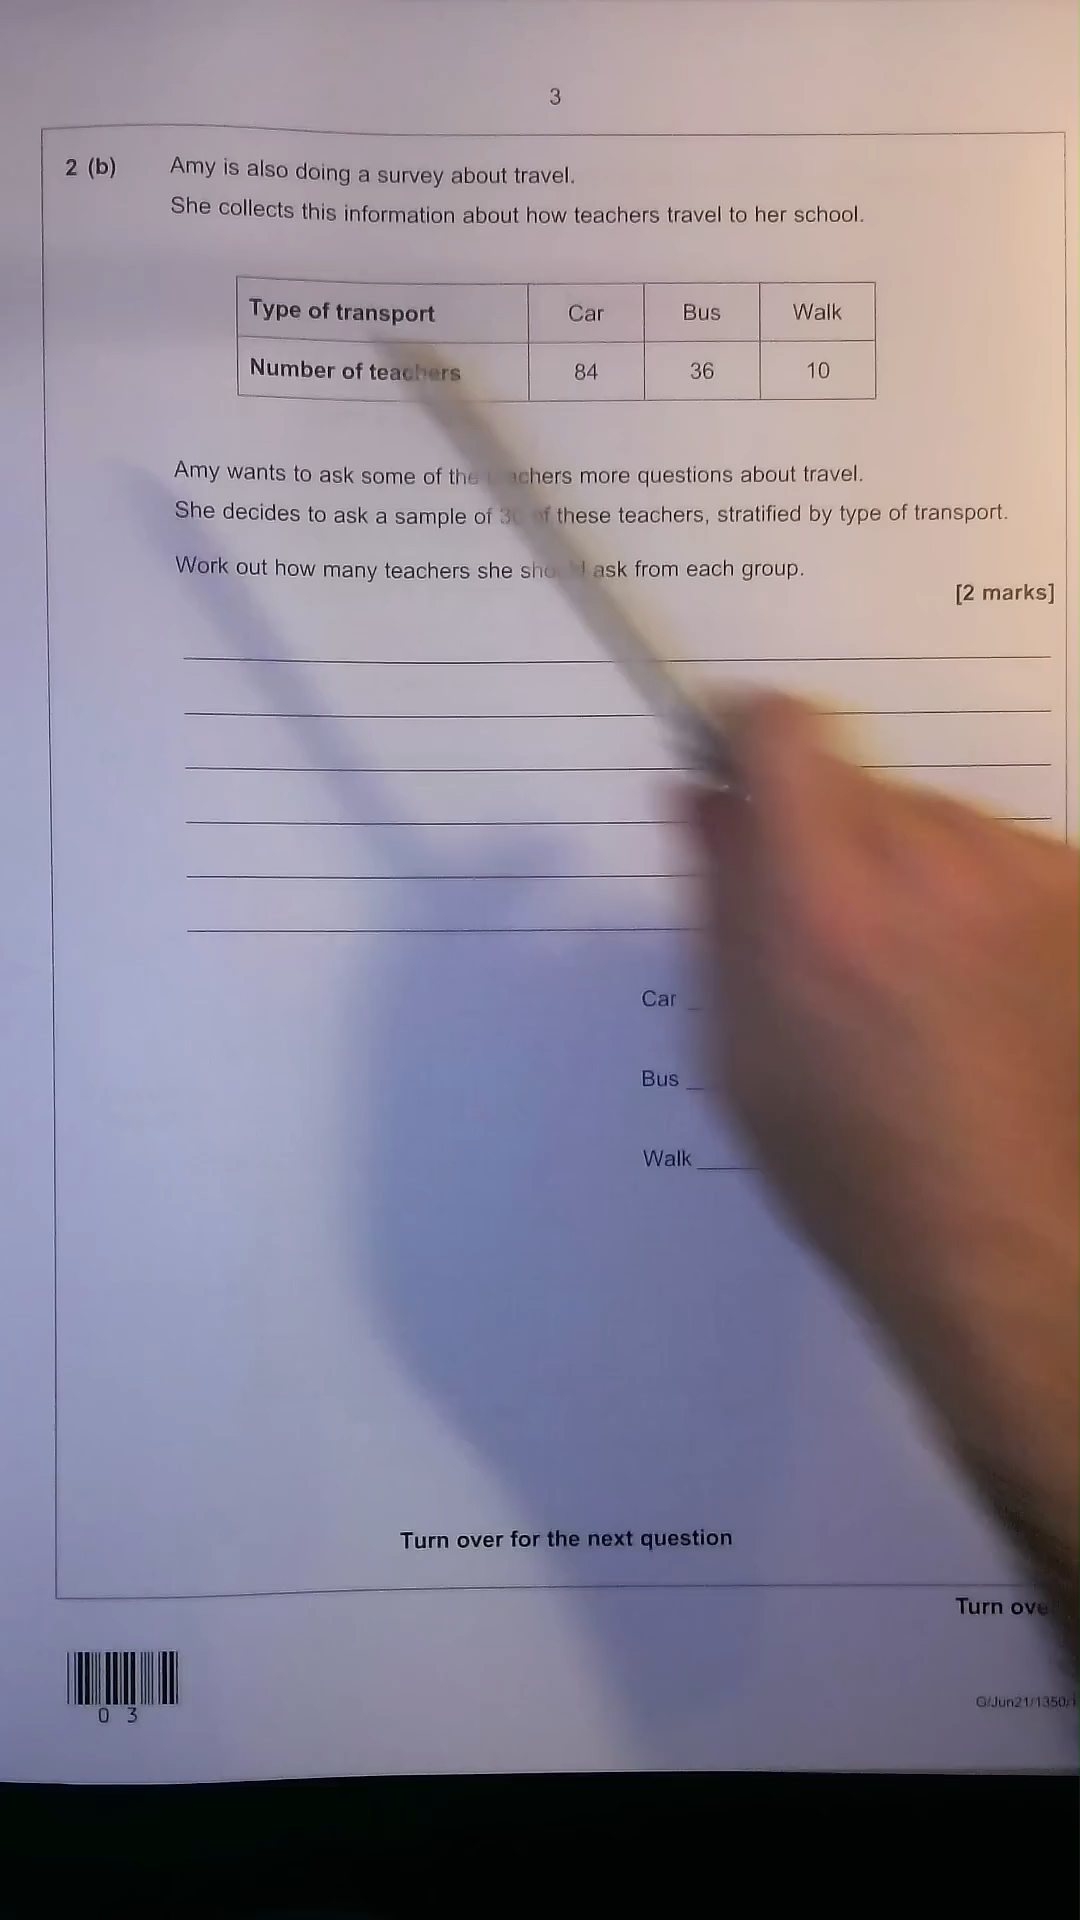 3
2 (b) Amy is also doing a survey about travel.
She collects this information about how teachers travel to her school.
Type of transport Car Bus Walk
Number of teachers 84 36 10
Amy wants to ask some of the teachers more questions about travel.
She decides to ask a sample of these teachers, stratified by type of transport.
Work out how many teachers she should ask from each group.
[2 marks]
Car
Bus
Walk
Turn over for the next question
Turn ove
0 3
G/Jun21/1350/